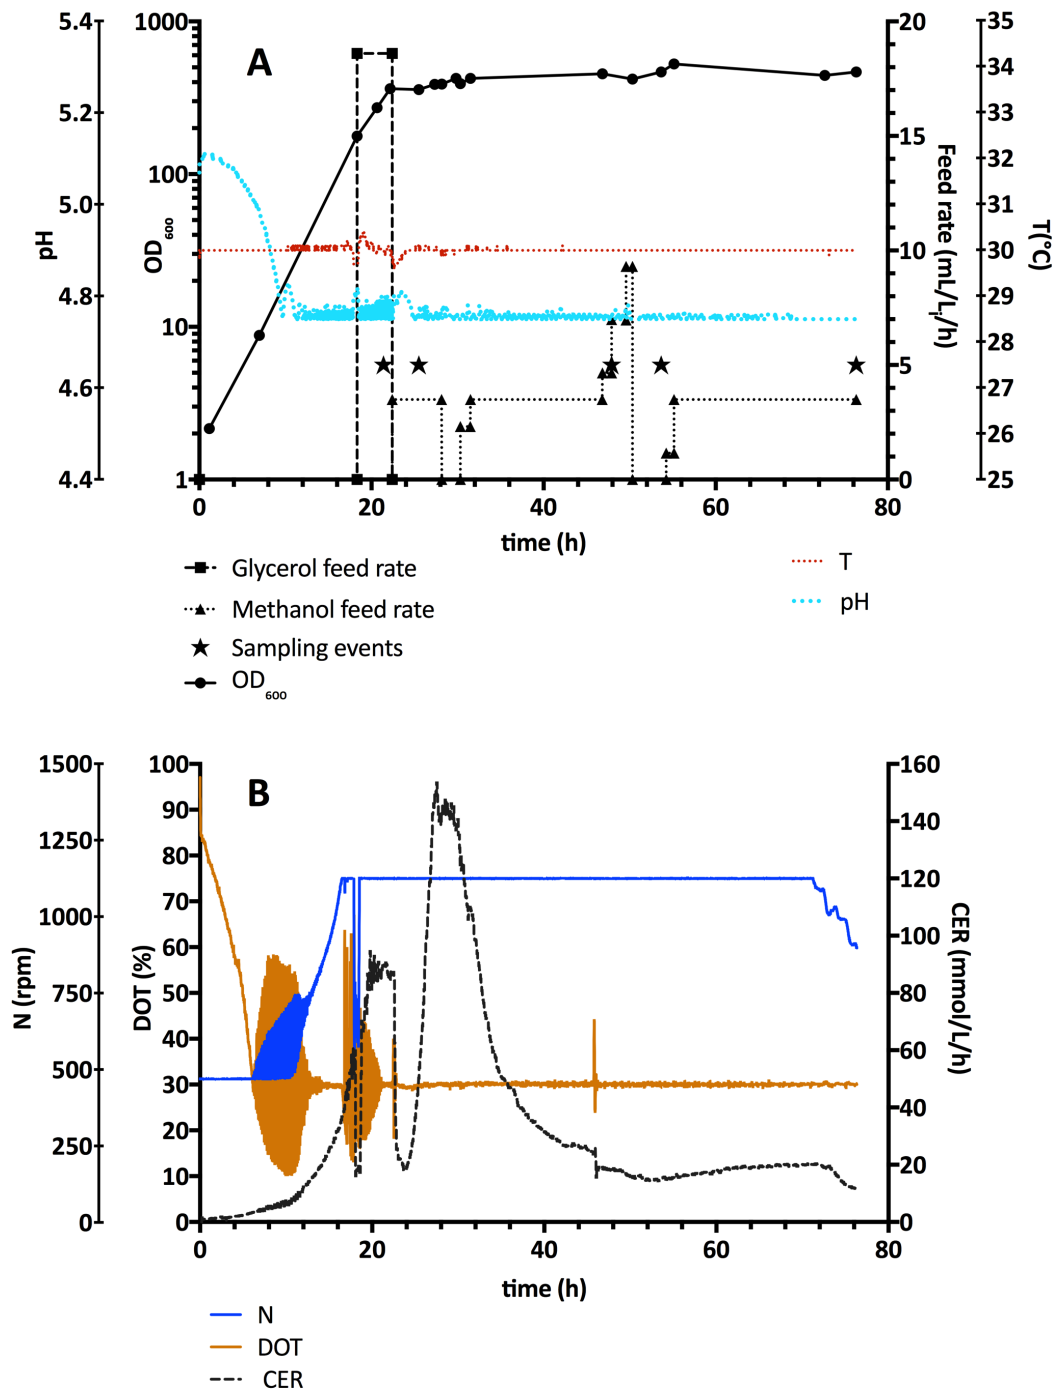 A
5.4
5.2
5.0
4.8
4.6
4.4
pH
1000
100
10
1
OD600
20
15
10
5
0
Feed rate (mL/Li/h)
35
34
33
32
31
30
29
28
27
26
25
T(°C)
0 20 40 60 80
time (h)
Glycerol feed rate
Methanol feed rate
Sampling events
OD600
T
pH
B
1500
1250
1000
750
500
250
0
N (rpm)
100
90
80
70
60
50
40
30
20
10
0
DOT (%)
160
140
120
100
80
60
40
20
0
CER (mmol/L/h)
0 20 40 60 80
time (h)
N
DOT
CER